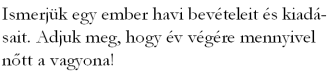 Ismerjük egy ember havi bevételeit és kiadá-
sait. Adjuk meg, hogy év végére mennyivel
nőtt a vagyona!